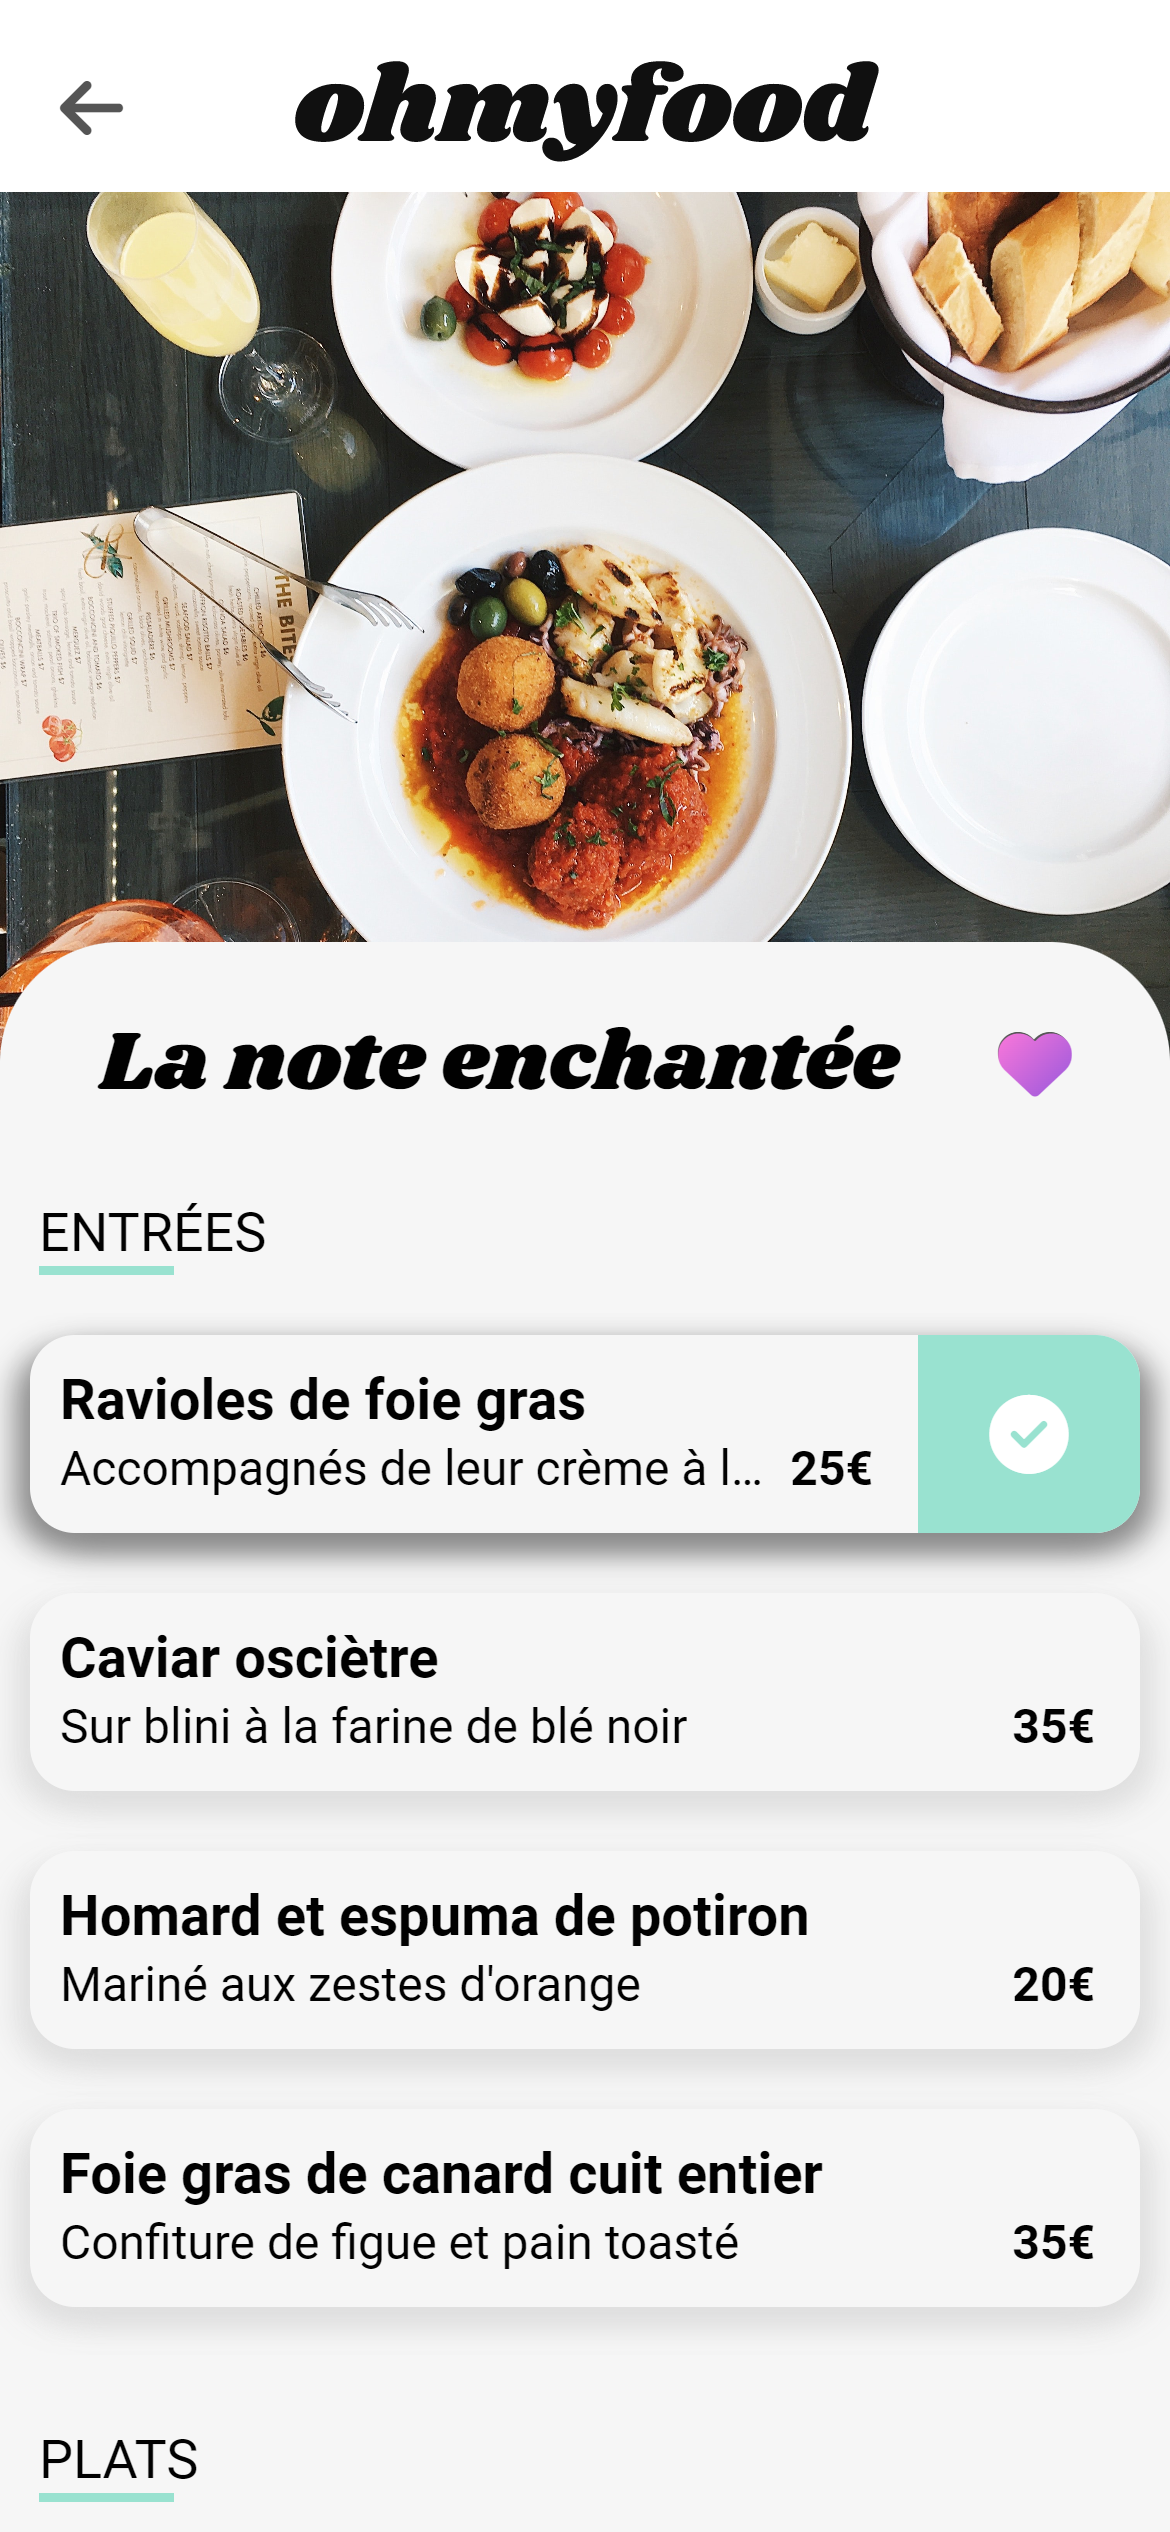 ohmyfood
THE BITE
La note enchantée
ENTRÉES
Ravioles de foie gras
Accompagnés de leur crème à l... 25€
Caviar osciètre
Sur blini à la farine de blé noir 35€
Homard et espuma de potiron
Mariné aux zestes d'orange 20€
Foie gras de canard cuit entier
Confiture de figue et pain toasté 35€
PLATS